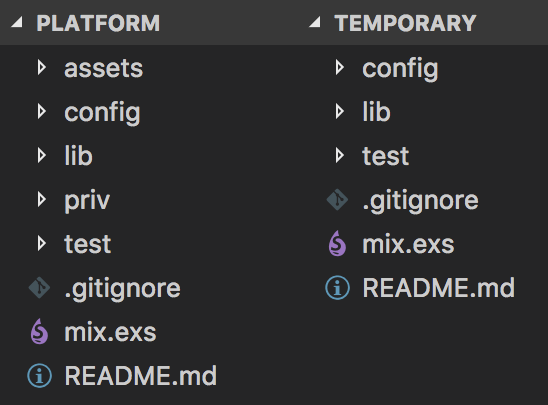 PLATFORM
assets
config
lib
priv
test
.gitignore
mix.exs
README.md
TEMPORARY
config
lib
test
.gitignore
mix.exs
README.md